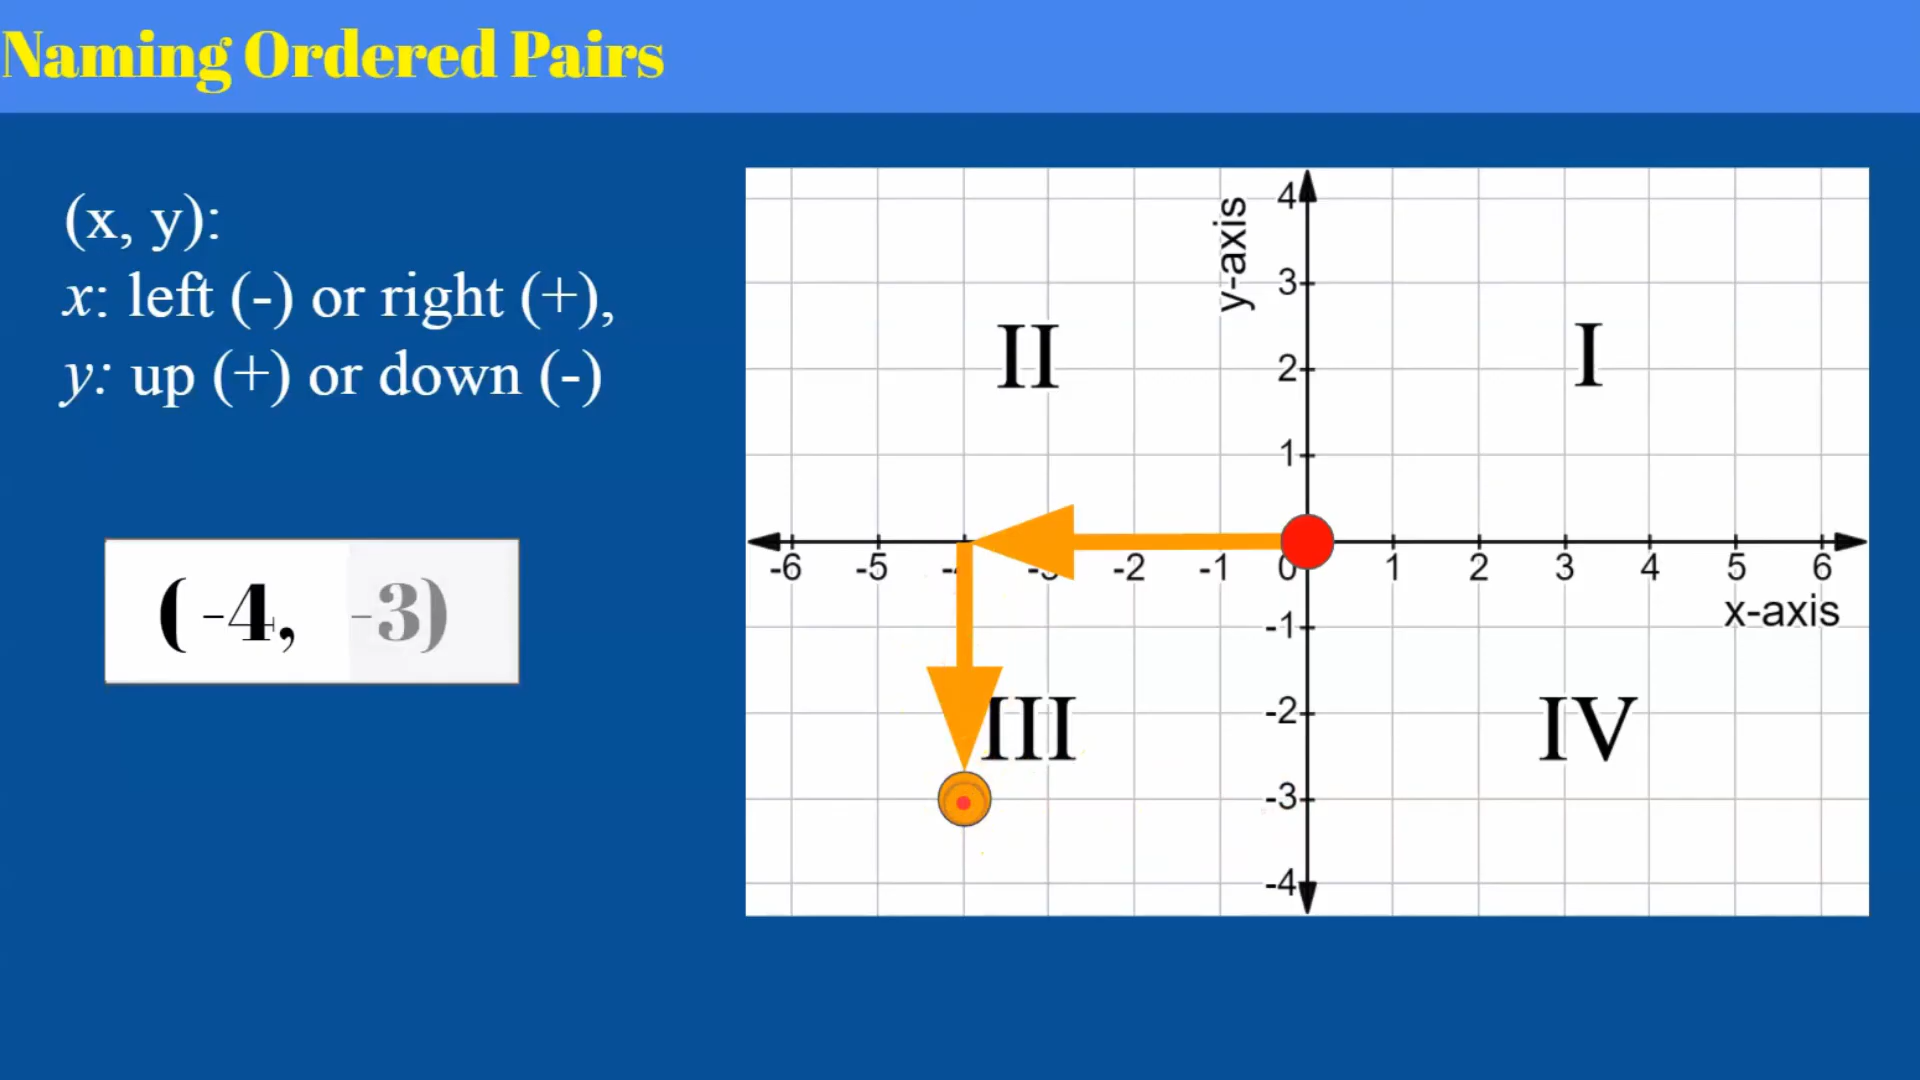 Naming Ordered Pairs
(x, y):
x: left (-) or right (+),
y: up (+) or down (-)
(-4, -3)
y-axis
4
3
2
1
II
I
-6 -5 -2 -1 0 1 2 3 4 5 6
x-axis
-1
III
-2
IV
-3
-4